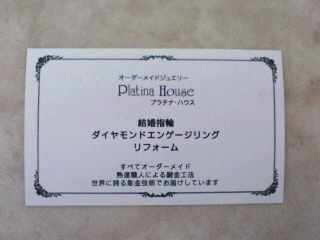 オーダーメイドジュエリー
Platina House
プラチナ・ハウス
結婚指輪
ダイヤモンドエンゲージリング
リフォーム
すべてオーダーメイド
熟達職人による鍛金工法
世界に誇る彫金技術でお届けしています